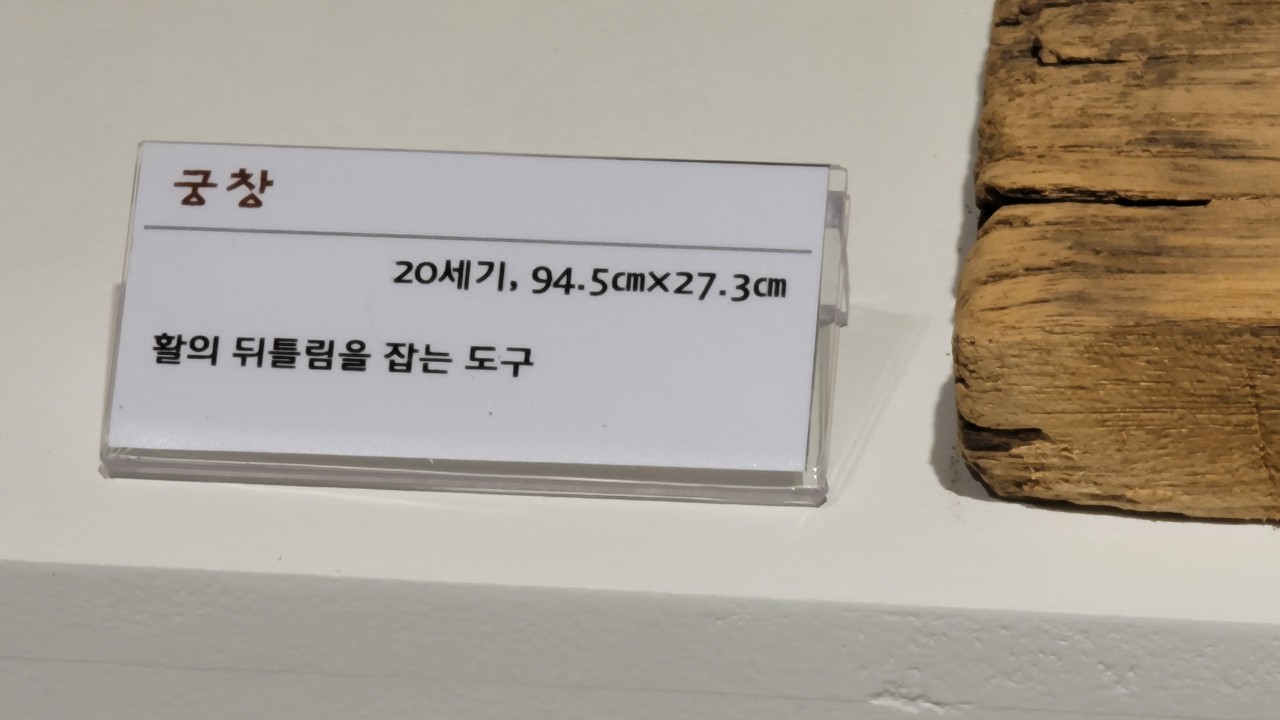 궁창
20세기, 94.5㎝×27.3㎝
활의 뒤틀림을 잡는 도구